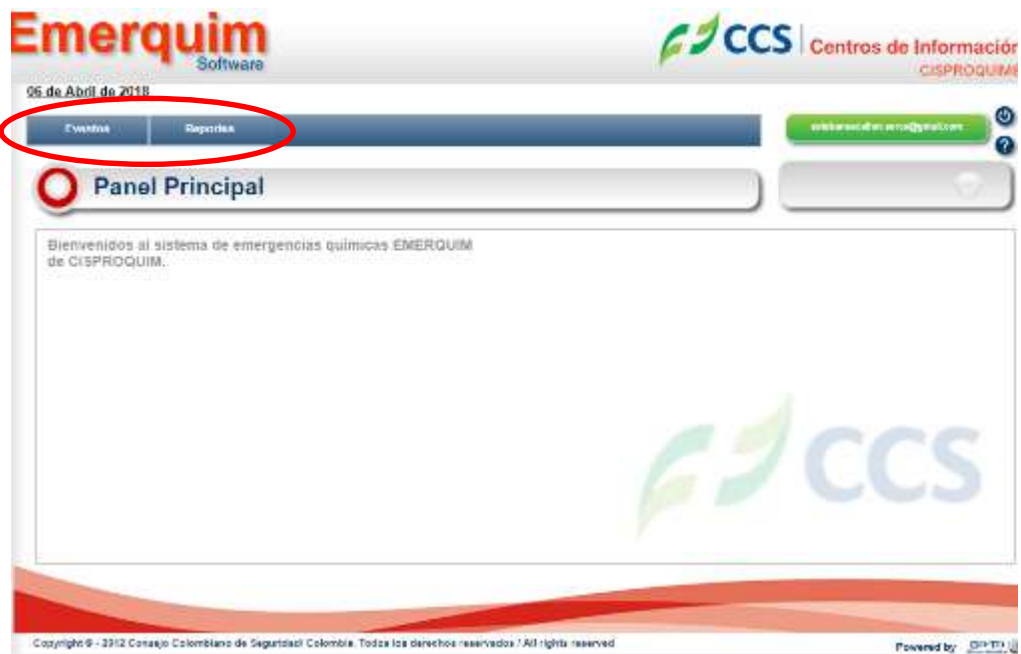 Emerquim
Software
CCS Centros de Información
CISPROQUIM®
06 de Abril de 2018
Eventos Reportes
Panel Principal
Bienvenidos al sistema de emergencias químicas EMERQUIM
de CISPROQUIM.
CCS
Copyright © - 2012 Consejo Colombiano de Seguridad Colombia. Todos los derechos reservados / All rights reserved
Powered by